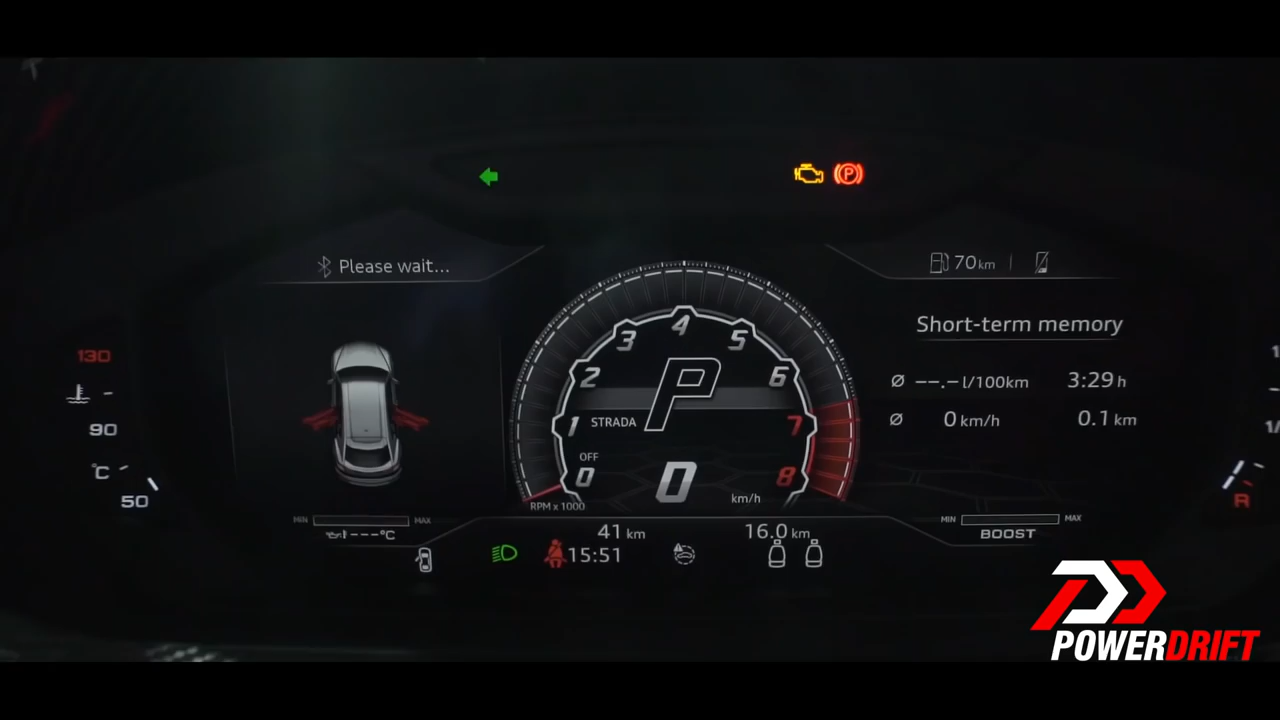 Please wait...
70 km
Short-term memory
Ø --.- l/100km 3:29 h
Ø 0 km/h 0.1 km
130
90
°C
50
4
3 5
2 6
P
1 STRADA 7
OFF
0 0 km/h 8
RPM x 1000
MIN MAX
---°C
MIN MAX
BOOST
R
41 km 16.0 km
15:51
P
POWERDRIFT